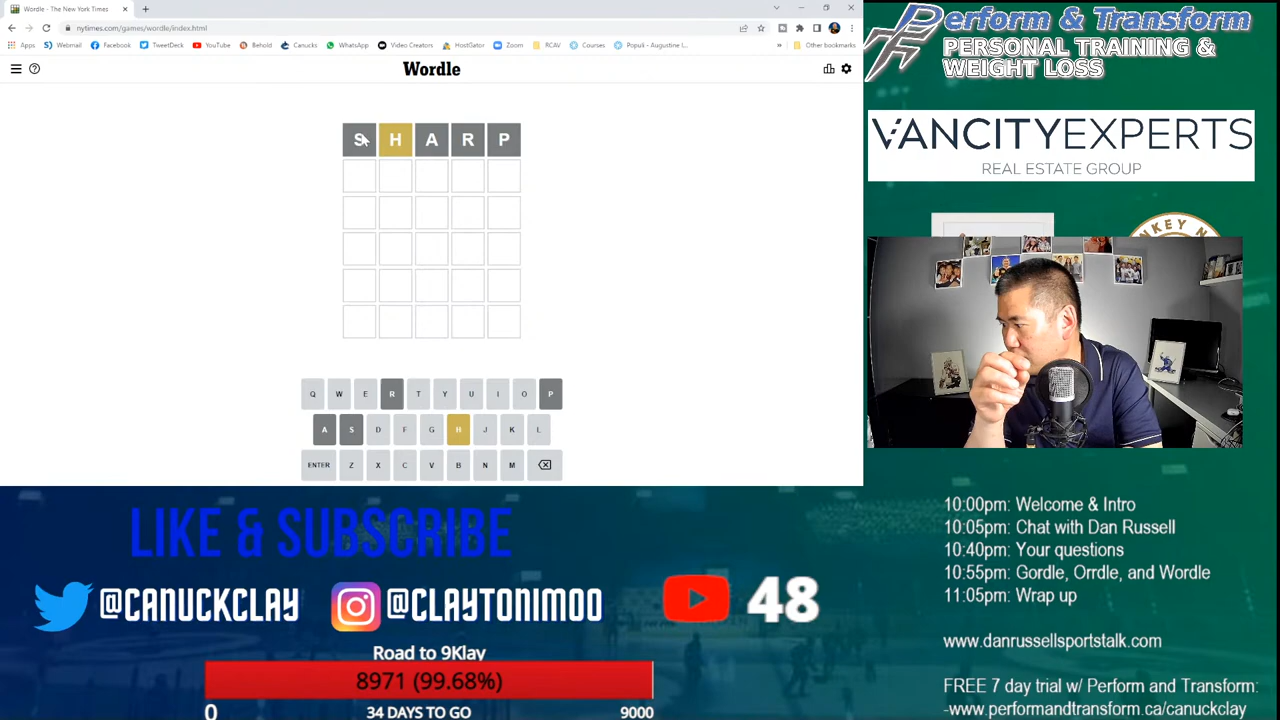 Wordle - The New York Times
nytimes.com/games/wordle/index.html
Apps Webmail Facebook TweetDeck YouTube Behold Canucks WhatsApp Video Creators HostGator Zoom RCAV Courses Populi - Augustine I... » Other bookmarks
Wordle
S H A R P
Q W E R T Y U I O P
A S D F G H J K L
ENTER Z X C V B N M
Perform & Transform
PERSONAL TRAINING &
WEIGHT LOSS
VANCITYEXPERTS
REAL ESTATE GROUP
LIKE & SUBSCRIBE
@CANUCKCLAY @CLAYTONIMOO 48
Road to 9Klay
8971 (99.68%)
0 34 DAYS TO GO 9000
10:00pm: Welcome & Intro
10:05pm: Chat with Dan Russell
10:40pm: Your questions
10:55pm: Gordle, Orrdle, and Wordle
11:05pm: Wrap up
www.danrussellsportstalk.com
FREE 7 day trial w/ Perform and Transform:
-www.performandtransform.ca/canuckclay